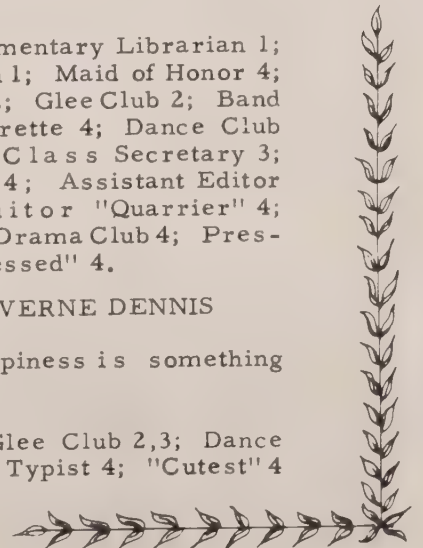 mentary Librarian 1;
1; Maid of Honor 4;
; Glee Club 2; Band
rette 4; Dance Club
Class Secretary 3;
4; Assistant Editor
itor "Quarrier" 4;
Drama Club 4; Pres-
ssed" 4.
VERNE DENNIS
piness is something
Glee Club 2,3; Dance
Typist 4; "Cutest" 4